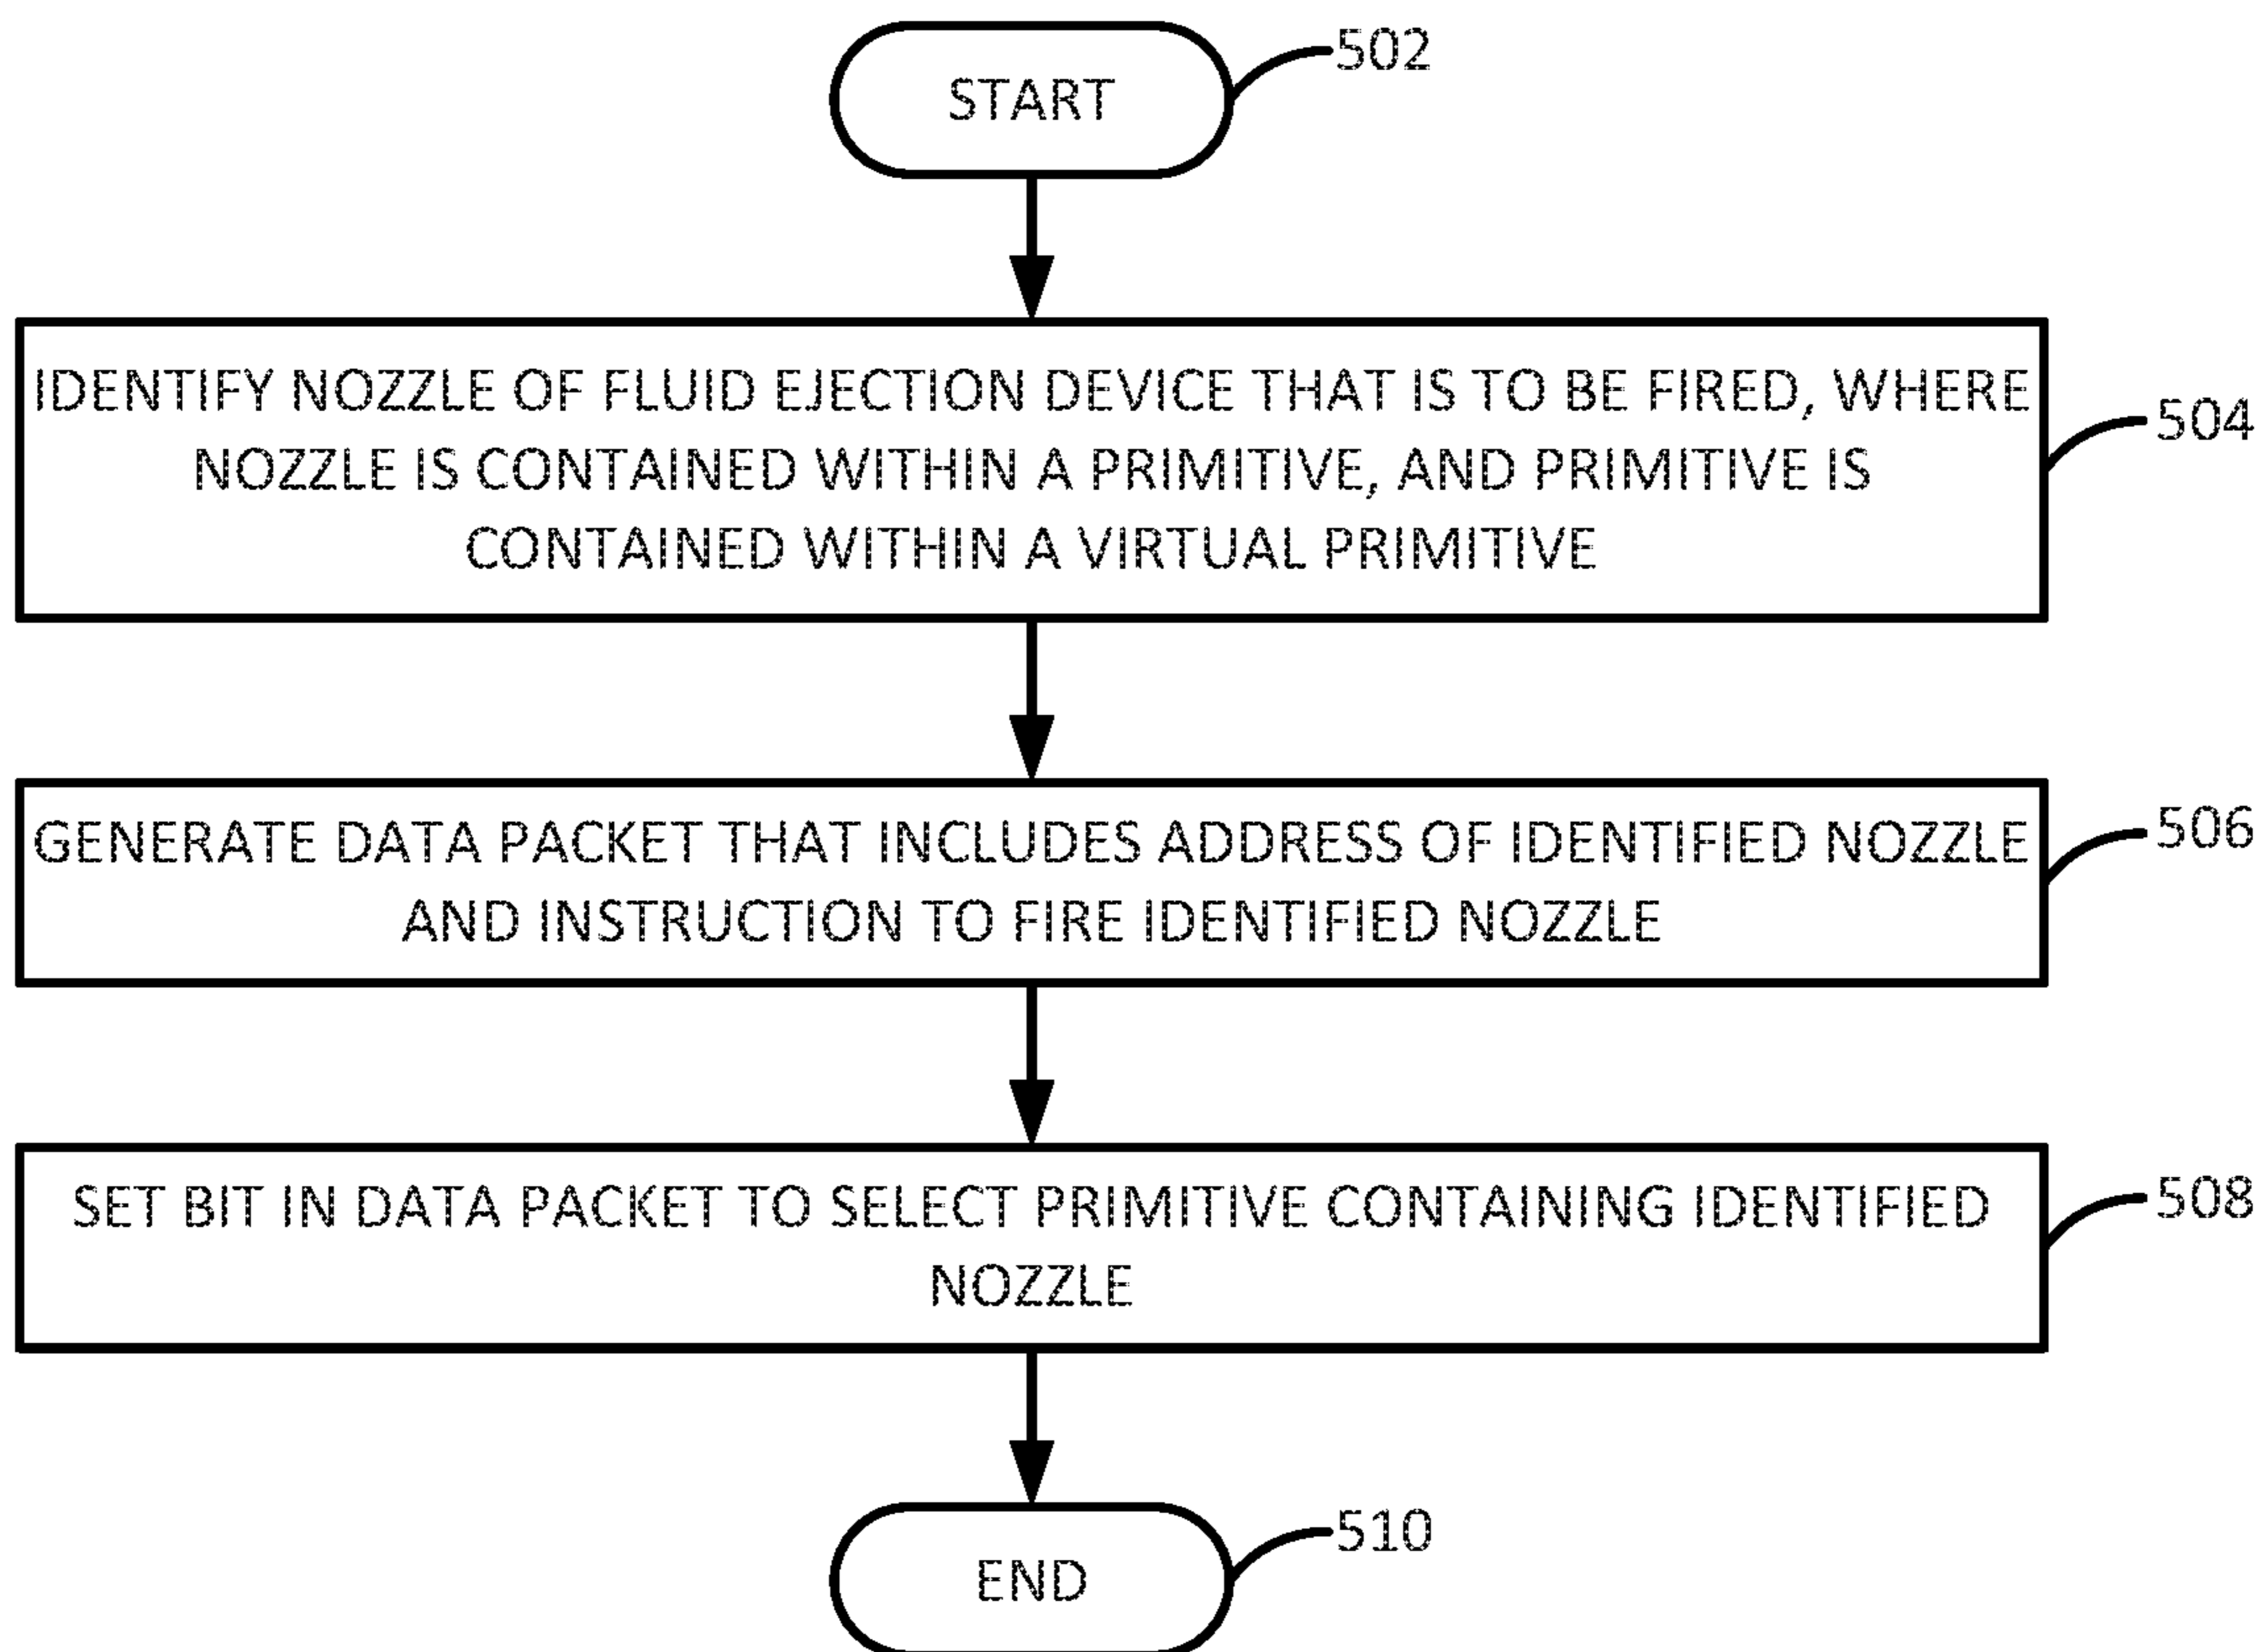 START
502
IDENTIFY NOZZLE OF FLUID EJECTION DEVICE THAT IS TO BE FIRED, WHERE
NOZZLE IS CONTAINED WITHIN A PRIMITIVE, AND PRIMITIVE IS
CONTAINED WITHIN A VIRTUAL PRIMITIVE
504
GENERATE DATA PACKET THAT INCLUDES ADDRESS OF IDENTIFIED NOZZLE
AND INSTRUCTION TO FIRE IDENTIFIED NOZZLE
506
SET BIT IN DATA PACKET TO SELECT PRIMITIVE CONTAINING IDENTIFIED
NOZZLE
508
END
510